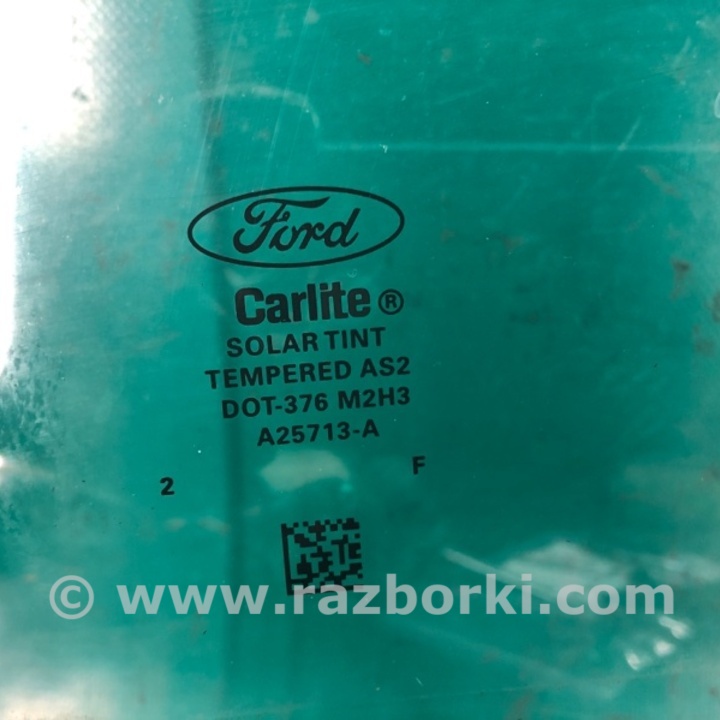 Ford
Carlite®
SOLAR TINT
TEMPERED AS2
DOT-376 M2H3
A25713-A
2 F
© www.razborki.com